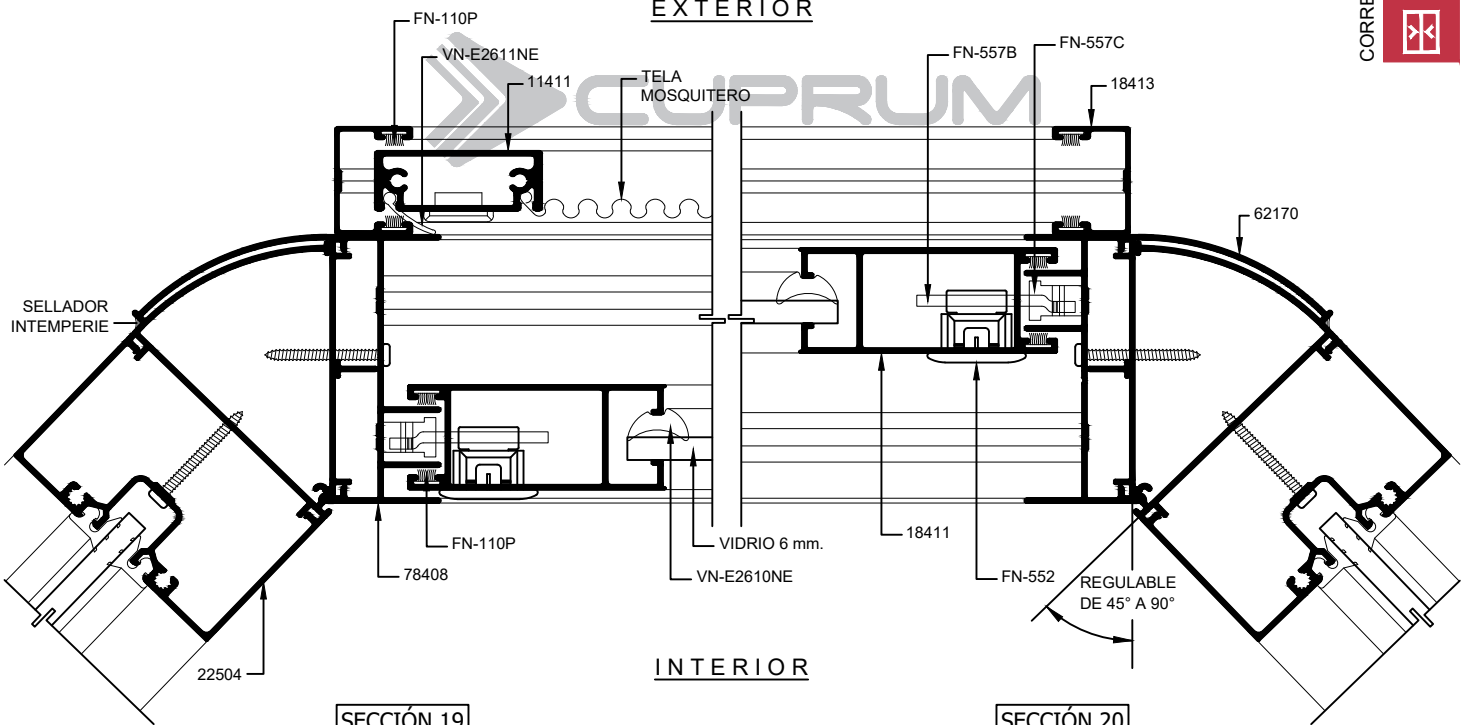 EXTERIOR
CORRE
FN-110P
VN-E2611NE
11411
TELA
MOSQUITERO
CUPRUM
FN-557B
FN-557C
18413
62170
SELLADOR
INTEMPERIE
FN-110P
78408
VIDRIO 6 mm.
VN-E2610NE
18411
FN-552
REGULABLE
DE 45° A 90°
22504
INTERIOR
SECCIÓN 19
SECCIÓN 20